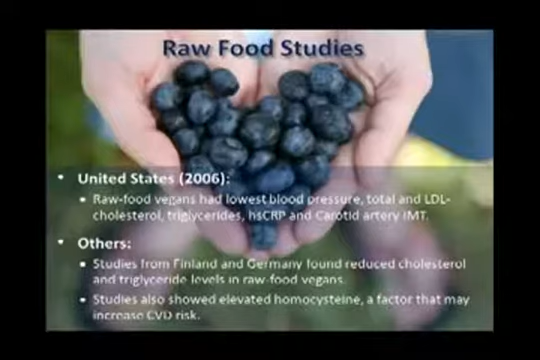 Raw Food Studies
• United States (2006):
▪ Raw-food vegans had lowest blood pressure, total and LDL-
cholesterol, triglycerides, hsCRP and Carotid artery IMT.
• Others:
▪ Studies from Finland and Germany found reduced cholesterol
and triglyceride levels in raw-food vegans.
▪ Studies also showed elevated homocysteine, a factor that may
increase CVD risk.